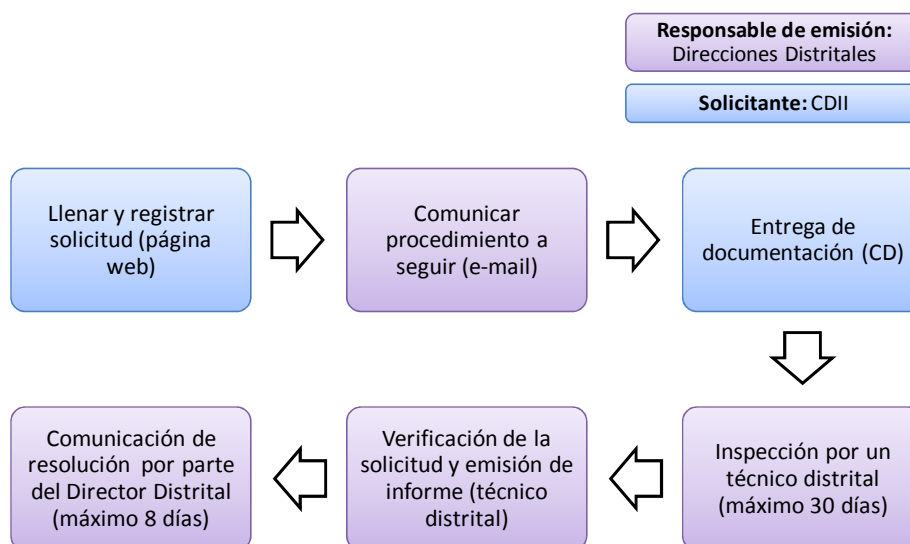 Responsable de emisión:
Direcciones Distritales
Solicitante: CDII
Llenar y registrar
solicitud (página
web)
Comunicar
procedimiento a
seguir (e-mail)
Entrega de
documentación (CD)
Inspección por un
técnico distrital
(máximo 30 días)
Verificación de la
solicitud y emisión de
informe (técnico
distrital)
Comunicación de
resolución por parte
del Director Distrital
(máximo 8 días)